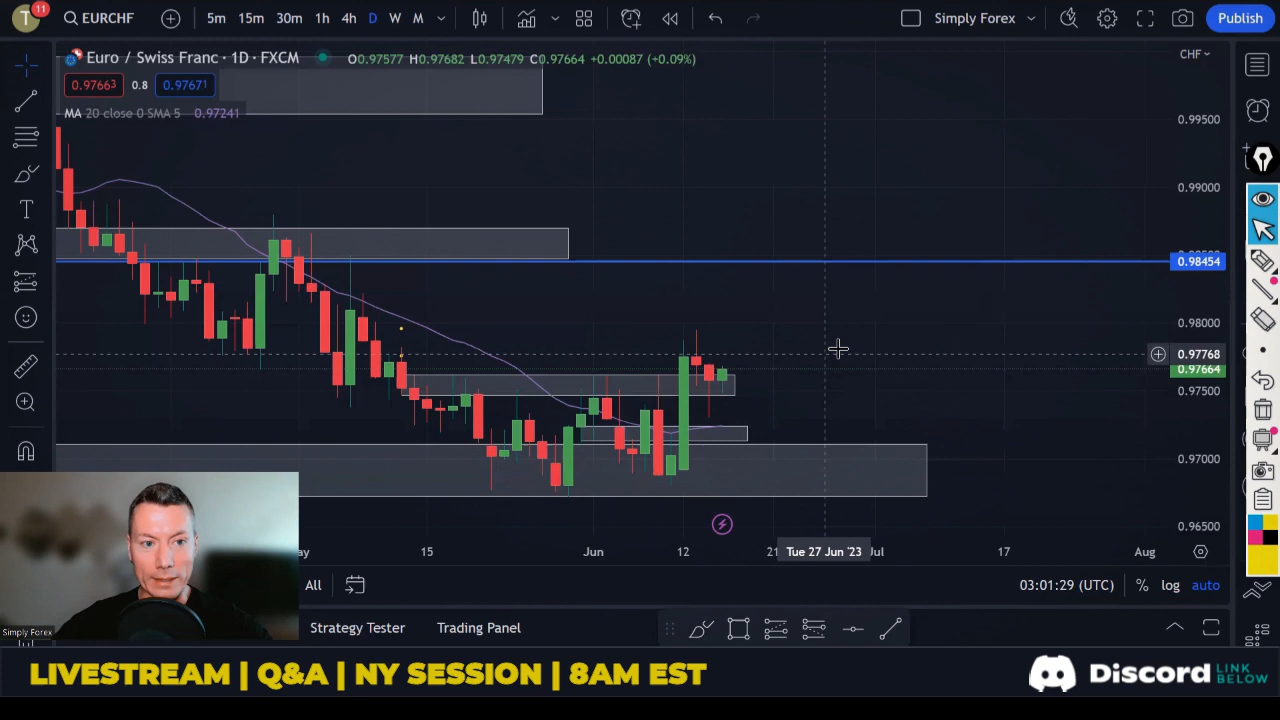 T 11 EURCHF 5m 15m 30m 1h 4h D W M Simply Forex Publish
Euro / Swiss Franc · 1D · FXCM O0.97577 H0.97682 L0.97479 C0.97664 +0.00087 (+0.09%) CHF
0.97663 0.8 0.97671
MA 20 close 0 SMA 5 0.97241
0.99500
0.99000
0.98454
0.98000
0.97768
0.97664
0.97500
0.97000
0.96500
15 Jun 12 21 Tue 27 Jun '23 Jul 17 Aug
All 03:01:29 (UTC) % log auto
Simply Forex
Strategy Tester Trading Panel
LIVESTREAM | Q&A | NY SESSION | 8AM EST
Discord LINK
BELOW